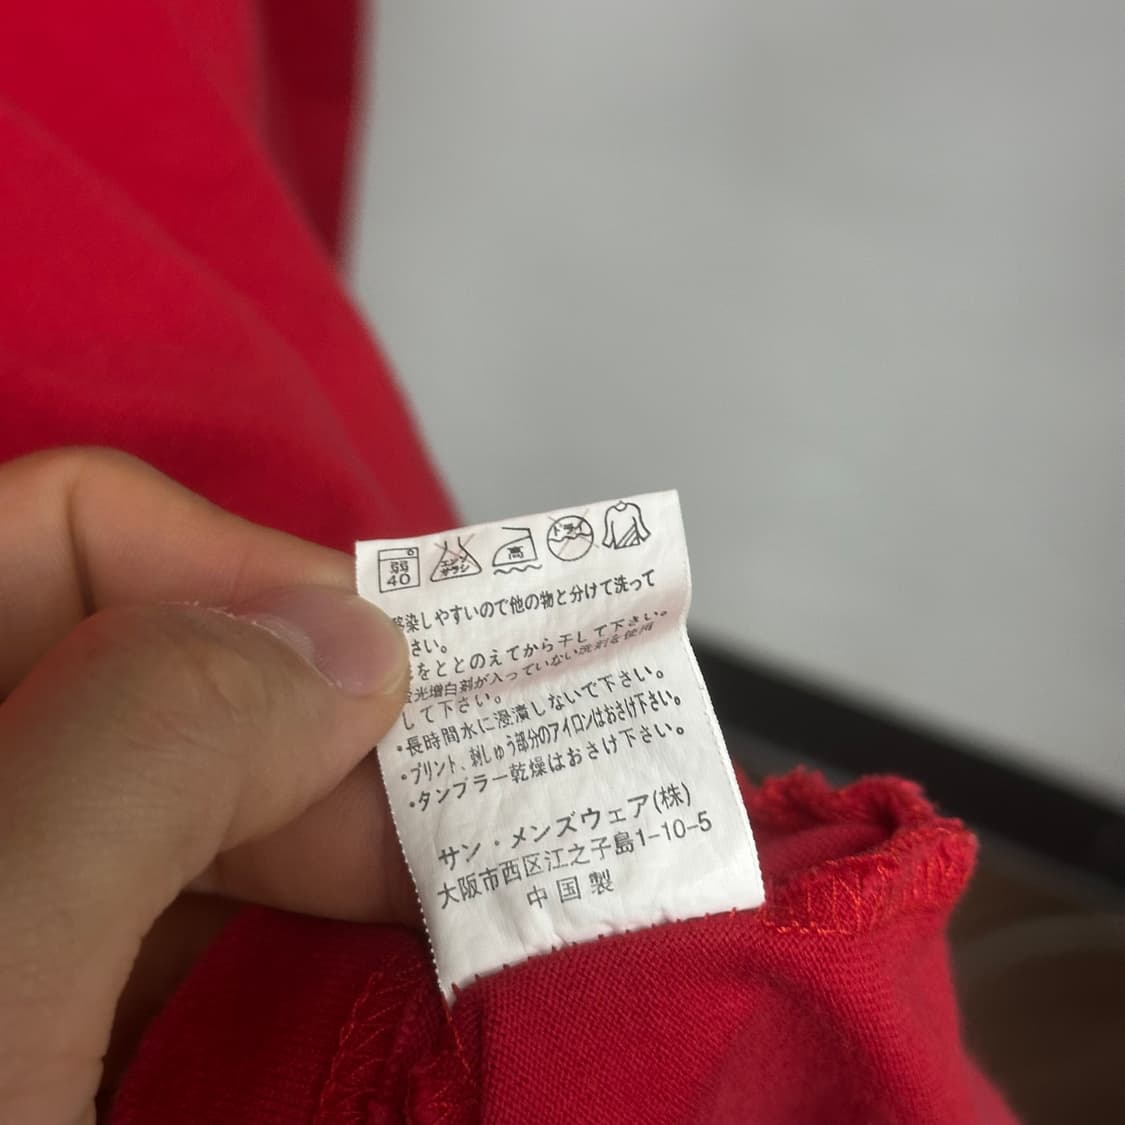 弱
40
エンソ
サラシ
高
ドライ
染しやすいので他の物と分けて洗って
さい。
をととのえてから干して下さい。
光増白剤が入っていない洗剤を使用
して下さい。
・長時間水に浸漬しないで下さい。
・プリント、刺しゅう部分のアイロンはおさけ下さい。
・タンブラー乾燥はおさけ下さい。
サン・メンズウェア(株)
大阪市西区江之子島1-10-5
中国製